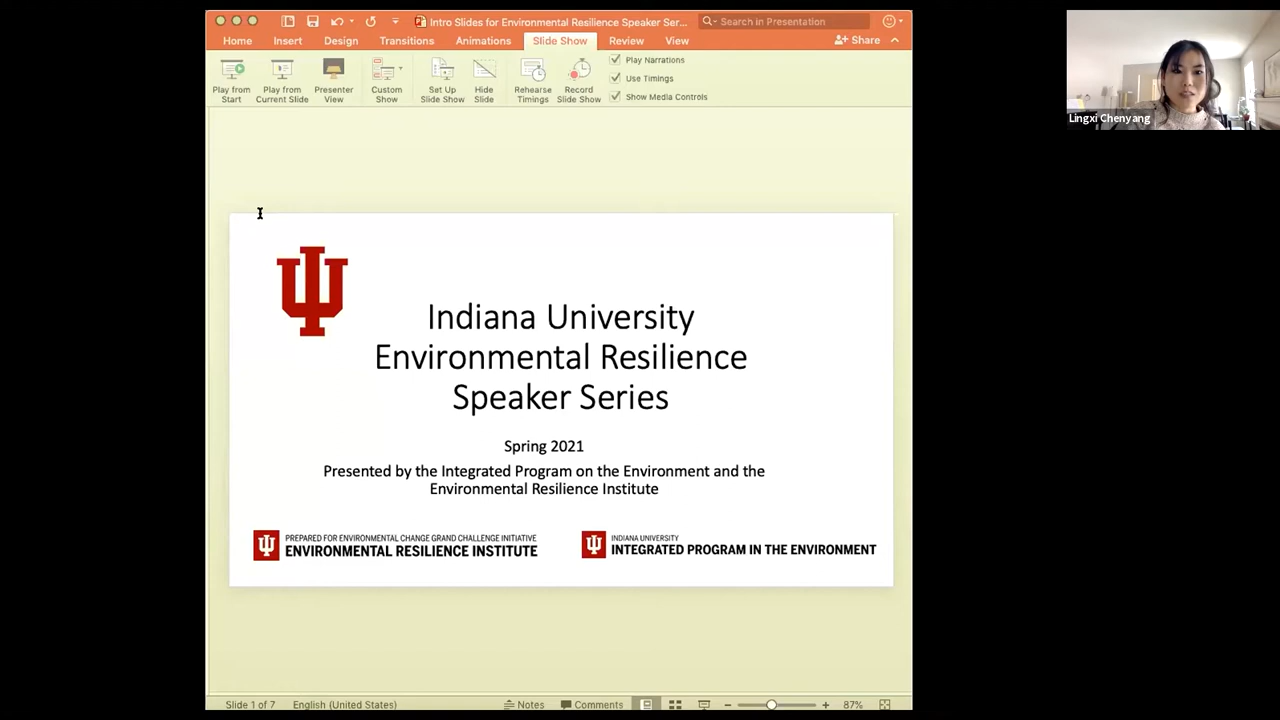 Intro Slides for Environmental Resilience Speaker Ser...
Search in Presentation
Home Insert Design Transitions Animations Slide Show Review View Share
Play from Start
Play from Current Slide
Presenter View
Custom Show
Set Up Slide Show
Hide Slide
Rehearse Timings
Record Slide Show
Play Narrations
Use Timings
Show Media Controls
Lingxi Chenyang
Indiana University
Environmental Resilience
Speaker Series
Spring 2021
Presented by the Integrated Program on the Environment and the
Environmental Resilience Institute
PREPARED FOR ENVIRONMENTAL CHANGE GRAND CHALLENGE INITIATIVE
ENVIRONMENTAL RESILIENCE INSTITUTE
INDIANA UNIVERSITY
INTEGRATED PROGRAM IN THE ENVIRONMENT
Slide 1 of 7 English (United States) Notes Comments 87%